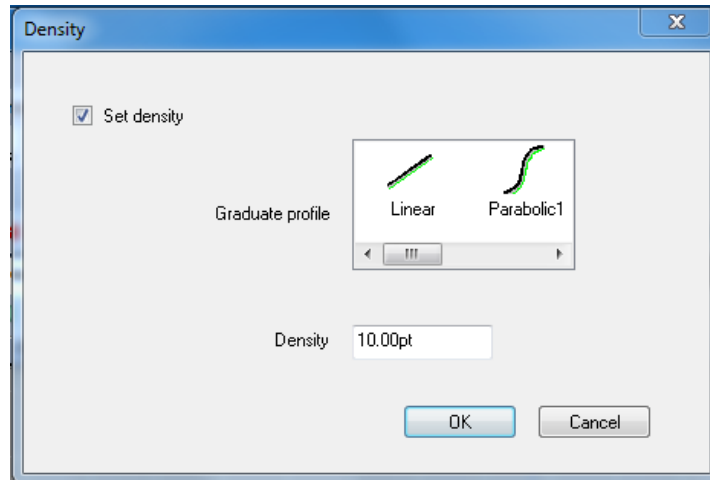 Density
Set density
Graduate profile
Linear
Parabolic1
Density
10.00pt
OK
Cancel